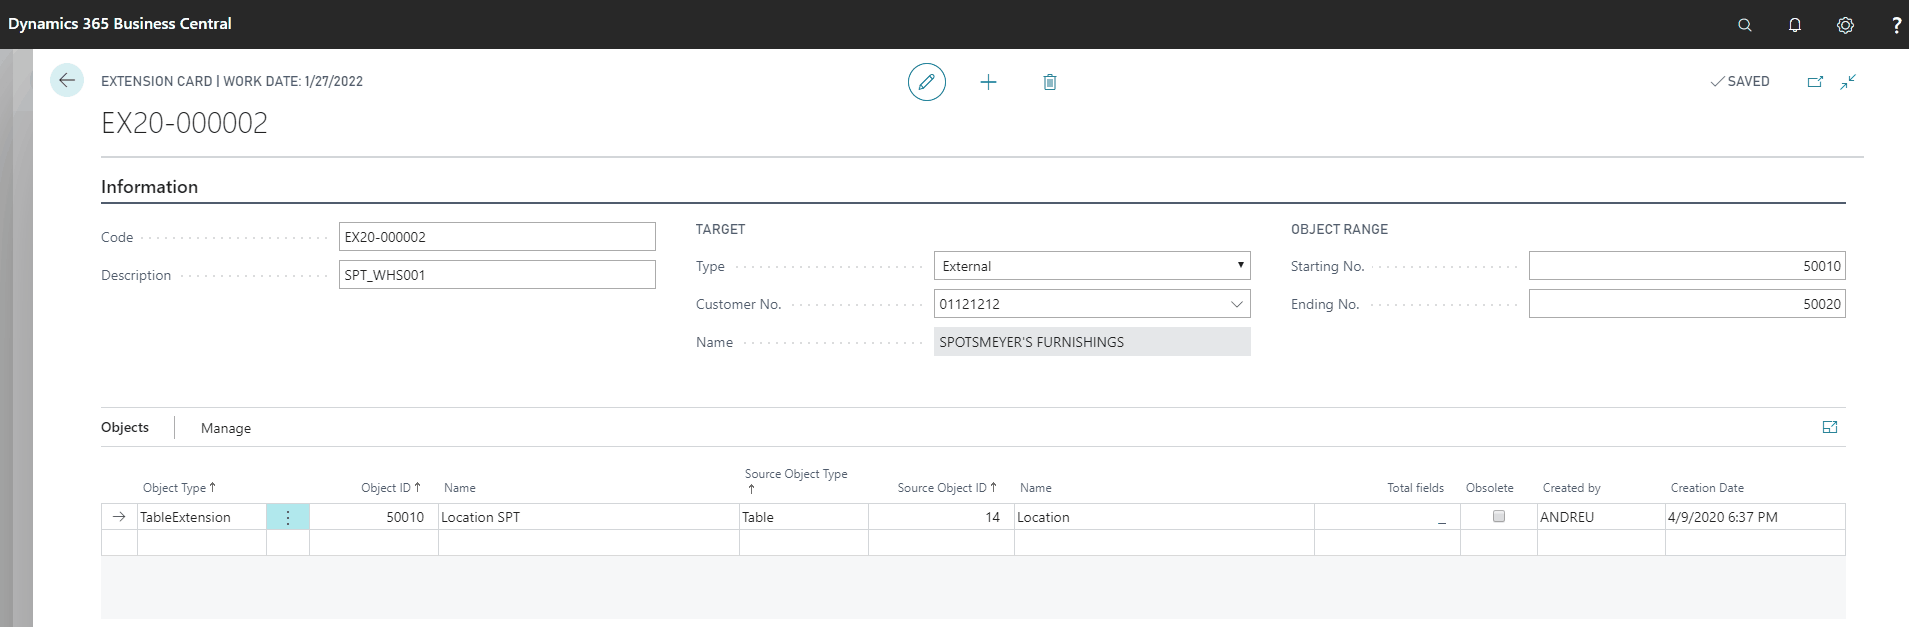 Dynamics 365 Business Central
?
EXTENSION CARD | WORK DATE: 1/27/2022
SAVED
EX20-000002
Information
Code
EX20-000002
Description
SPT_WHS001
TARGET
Type
External
Customer No.
01121212
Name
SPOTSMEYER'S FURNISHINGS
OBJECT RANGE
Starting No.
50010
Ending No.
50020
Objects Manage
Object Type↑ Object ID↑ Name Source Object Type ↑ Source Object ID↑ Name Total fields Obsolete Created by Creation Date
→ TableExtension 50010 Location SPT Table 14 Location _ ANDREU 4/9/2020 6:37 PM